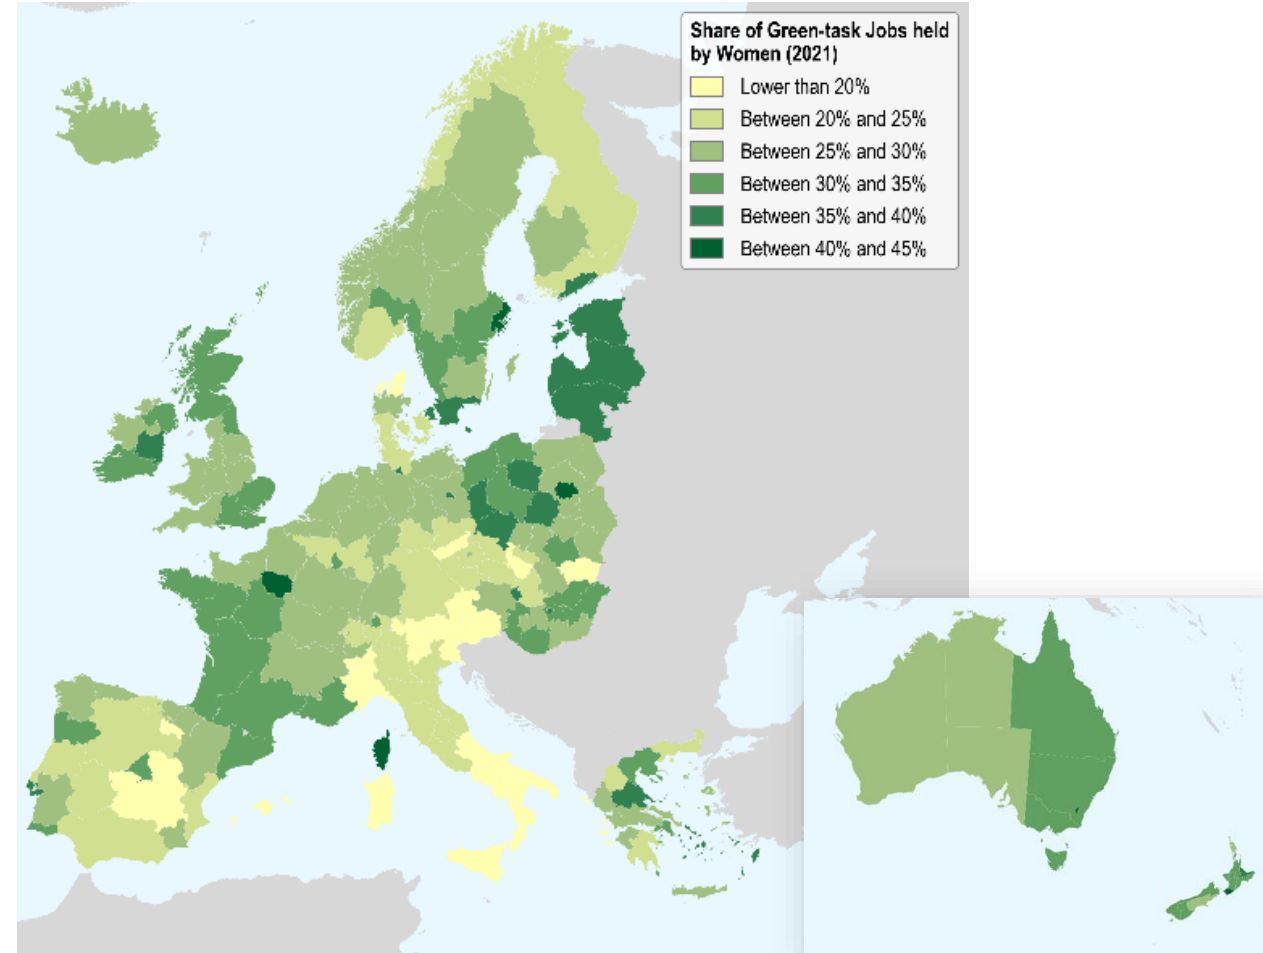 Share of Green-task Jobs held
by Women (2021)
Lower than 20%
Between 20% and 25%
Between 25% and 30%
Between 30% and 35%
Between 35% and 40%
Between 40% and 45%